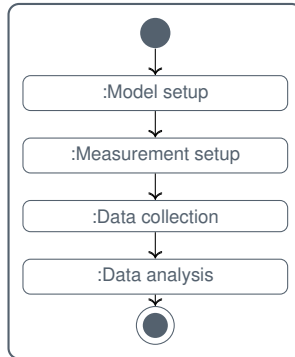 :Model setup
:Measurement setup
:Data collection
:Data analysis